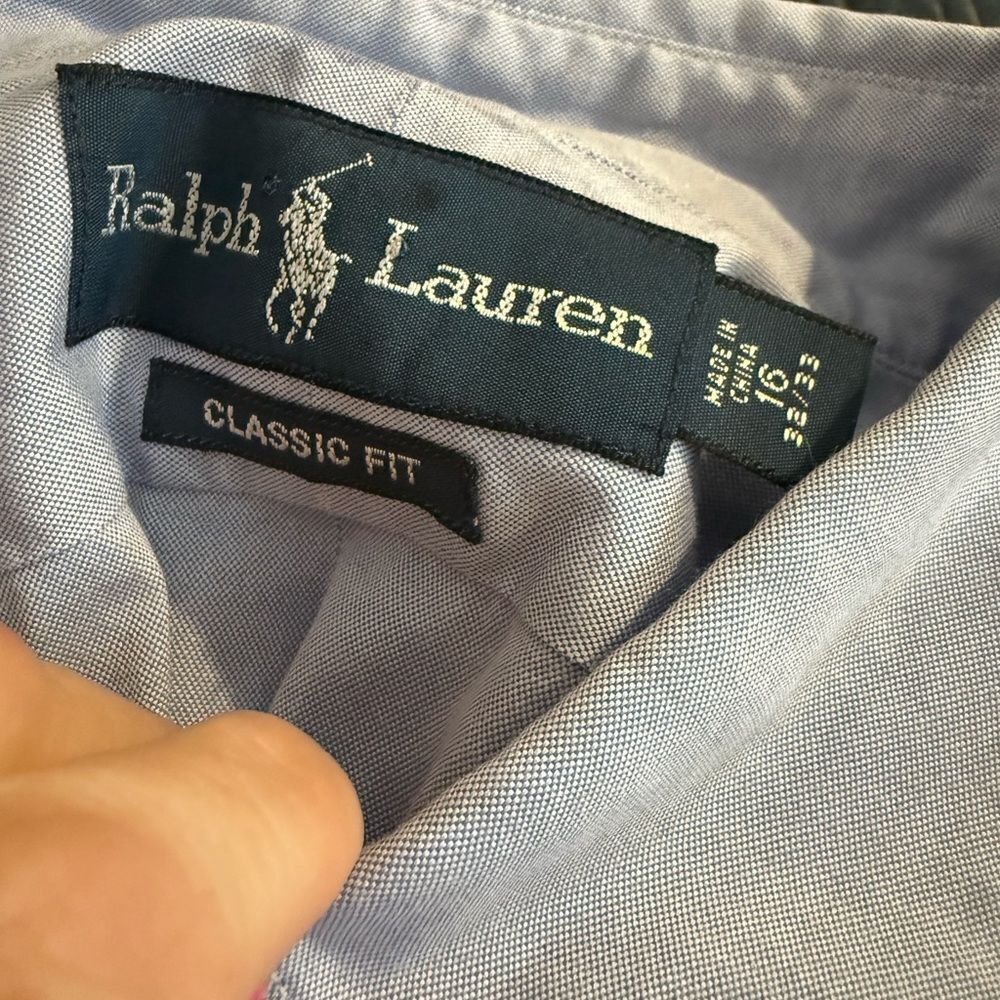 Ralph Lauren
CLASSIC FIT
MADE IN
CHINA
16
32/33